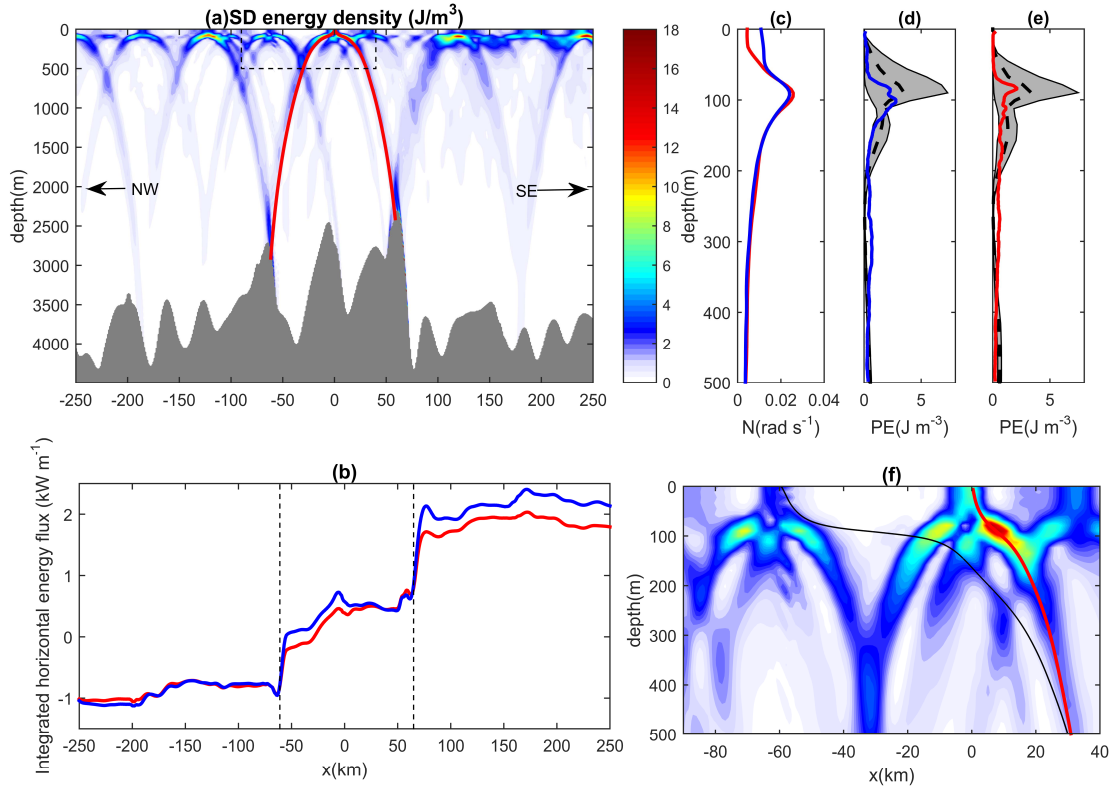 (a)SD energy density (J/m³)
0
500
1000
1500
2000
2500
3000
3500
4000
depth(m)
NW
SE
-250 -200 -150 -100 -50 0 50 100 150 200 250
18
16
14
12
10
8
6
4
2
0
(c)
0
100
200
300
400
500
depth(m)
0 0.02 0.04
N(rad s⁻¹)
(d)
0 5
PE(J m⁻³)
(e)
0 5
PE(J m⁻³)
(b)
Integrated horizontal energy flux (kW m⁻¹)
2
1
0
-1
-250 -200 -150 -100 -50 0 50 100 150 200 250
x(km)
(f)
0
100
200
300
400
500
depth(m)
-80 -60 -40 -20 0 20 40
x(km)